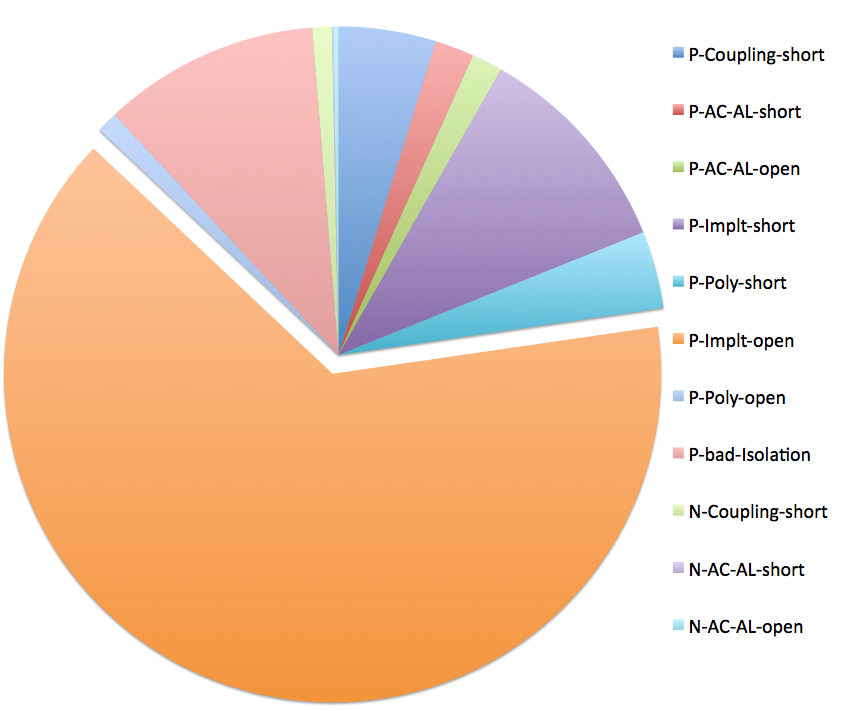 P-Coupling-short
P-AC-AL-short
P-AC-AL-open
P-Implt-short
P-Poly-short
P-Implt-open
P-Poly-open
P-bad-Isolation
N-Coupling-short
N-AC-AL-short
N-AC-AL-open